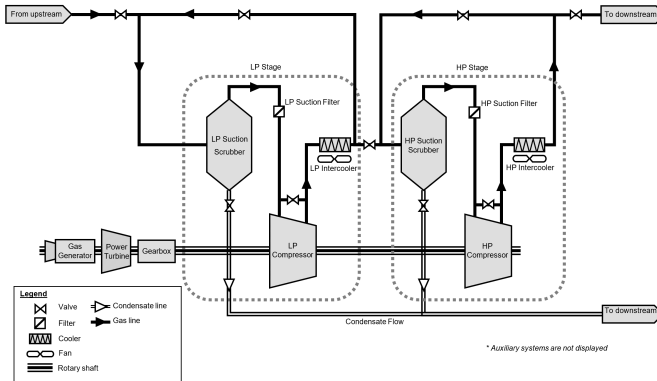 From upstream
To downstream
LP Stage
HP Stage
LP Suction Filter
HP Suction Filter
LP Suction
Scrubber
HP Suction
Scrubber
LP Intercooler
HP Intercooler
Gas
Generator
Power
Turbine
Gearbox
LP
Compressor
HP
Compressor
Legend
Valve
Condensate line
Filter
Gas line
Cooler
Fan
Rotary shaft
Condensate Flow
To downstream
* Auxiliary systems are not displayed